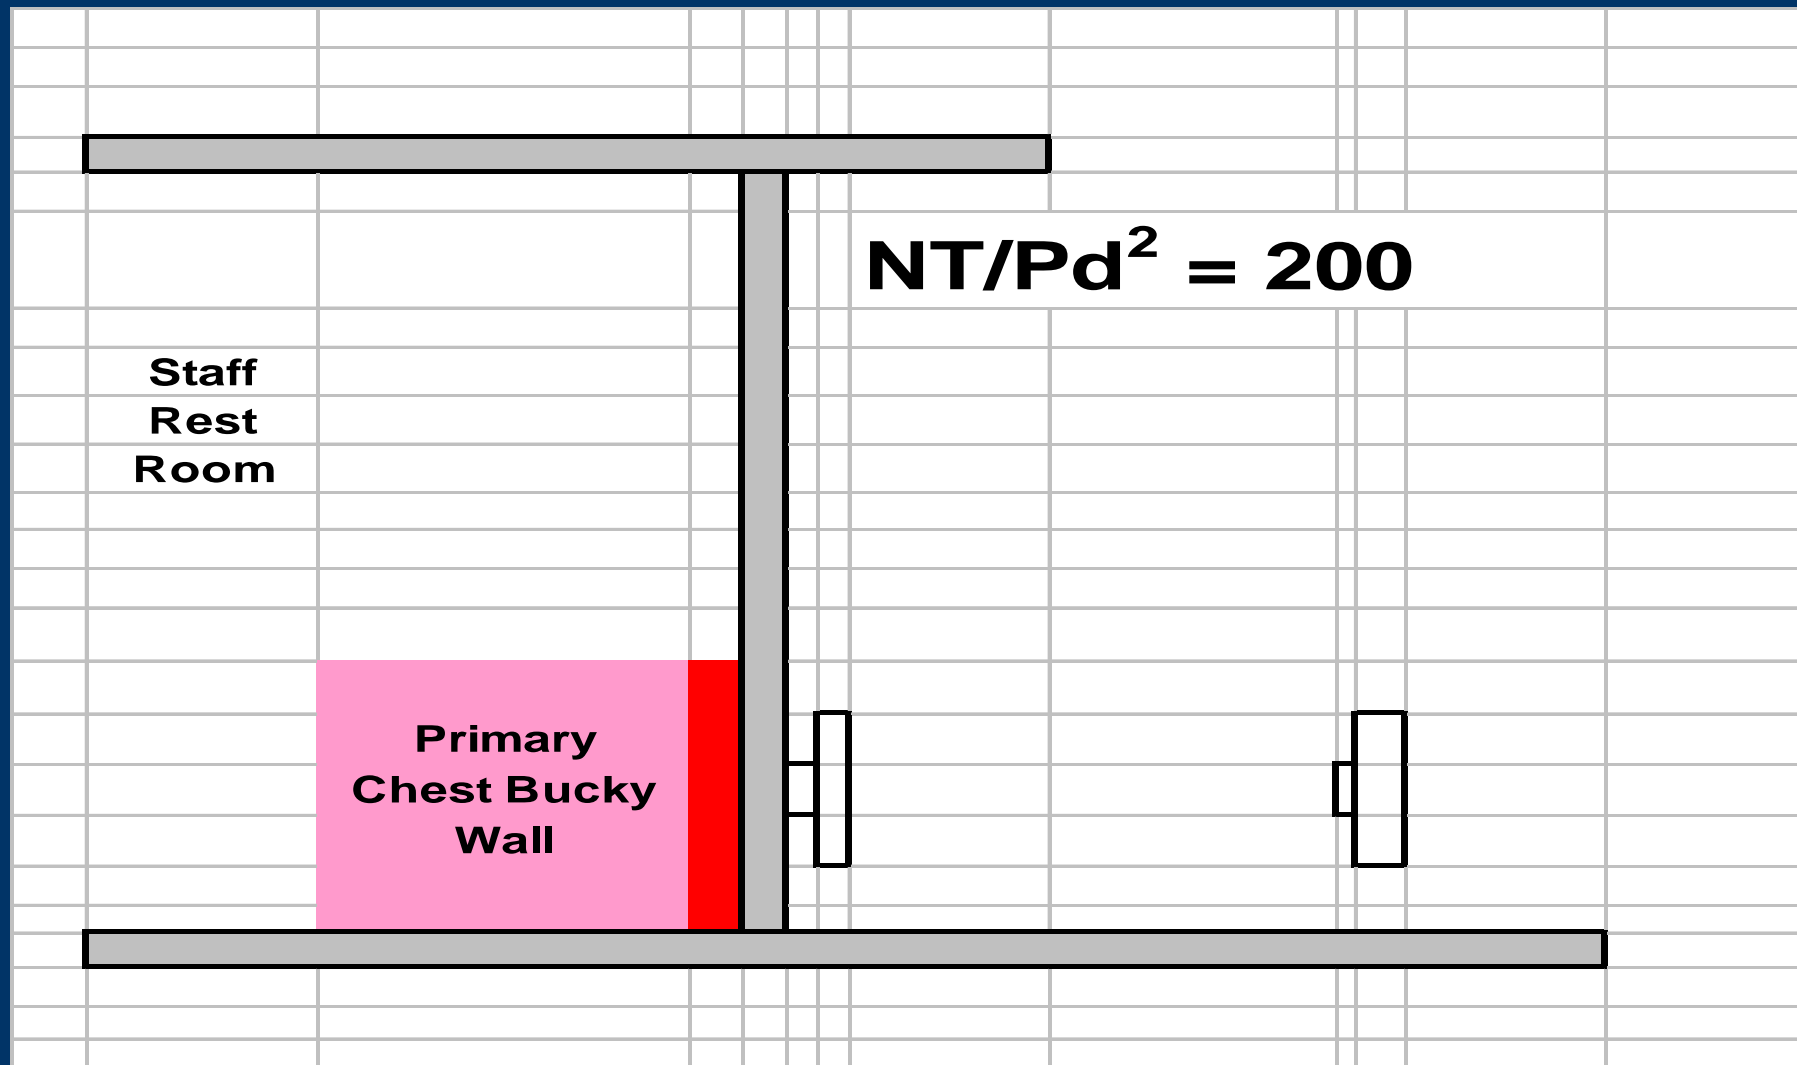 NT/Pd² = 200
Staff
Rest
Room
Primary
Chest Bucky
Wall